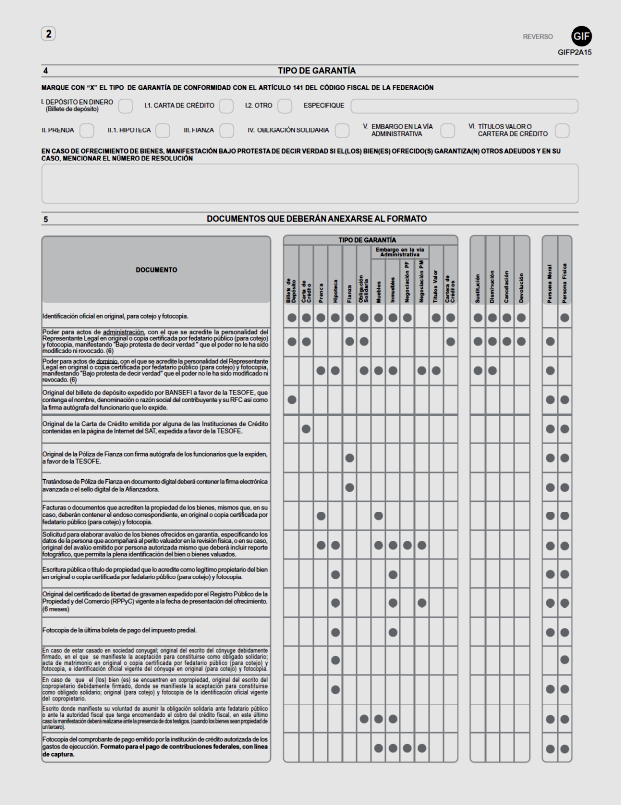 2
REVERSO
GIF
GIFP2A15
4 TIPO DE GARANTÍA
MARQUE CON "X" EL TIPO DE GARANTÍA DE CONFORMIDAD CON EL ARTÍCULO 141 DEL CÓDIGO FISCAL DE LA FEDERACIÓN
I. DEPÓSITO EN DINERO
(Billete de depósito)
I.1. CARTA DE CRÉDITO
I.2. OTRO
ESPECIFIQUE
II. PRENDA
II.1. HIPOTECA
III. FIANZA
IV. OBLIGACIÓN SOLIDARIA
V. EMBARGO EN LA VÍA
ADMINISTRATIVA
VI. TÍTULOS VALOR O
CARTERA DE CRÉDITO
EN CASO DE OFRECIMIENTO DE BIENES, MANIFESTACIÓN BAJO PROTESTA DE DECIR VERDAD SI EL(LOS) BIEN(ES) OFRECIDO(S) GARANTIZA(N) OTROS ADEUDOS Y EN SU
CASO, MENCIONAR EL NÚMERO DE RESOLUCIÓN
5 DOCUMENTOS QUE DEBERÁN ANEXARSE AL FORMATO
DOCUMENTO
TIPO DE GARANTÍA
Embargo en la vía
Administrativa
Billete de
Depósito
Carta de
Crédito
Prenca
Hipoteca
Fianza
Obligación
Solidaria
Muebles
Inmuebles
Negociación PF
Negociación PM
Títulos Valor
Cartera de
Créditos
Sustitución
Disminución
Cancelación
Devolución
Persona Moral
Persona Física
Identificación oficial en original, para cotejo y fotocopia.
Poder para actos de administración, con el que se acredite la personalidad del
Representante Legal en original o copia certificada por fedatario público (para cotejo)
y fotocopia, manifestando "Bajo protesta de decir verdad" que el poder no le ha sido
modificado ni revocado. (6)
Poder para actos de dominio, con el que se acredite la personalidad del Representante
Legal en original o copia certificada por fedatario público (para cotejo) y fotocopia,
manifestando "Bajo protesta de decir verdad" que el poder no le ha sido modificado ni
revocado. (6)
Original del billete de depósito expedido por BANSEFI a favor de la TESOFE, que
contenga el nombre, denominación o razón social del contribuyente y su RFC así como
la firma autógrafa del funcionario que lo expide.
Original de la Carta de Crédito emitida por alguna de las Instituciones de Crédito
contenidas en la página de Internet del SAT, expedida a favor de la TESOFE.
Original de la Póliza de Fianza con firma autógrafa de los funcionarios que la expiden,
a favor de la TESOFE.
Tratándose de Póliza de Fianza en documento digital deberá contener la firma electrónica
avanzada o el sello digital de la Afianzadora.
Facturas o documentos que acrediten la propiedad de los bienes, mismos que, en su
caso, deberán contener el endoso correspondiente, en original o copia certificada por
fedatario público (para cotejo) y fotocopia.
Solicitud para elaborar avalúo de los bienes ofrecidos en garantía, especificando los
datos de la persona que acompañará al perito valuador en la revisión física, o en su caso,
original del avalúo emitido por persona autorizada mismo que deberá incluir reporte
fotográfico, que permita la plena identificación del bien o bienes valuados.
Escritura pública o título de propiedad que lo acredite como legítimo propietario del bien
en original o copia certificada por fedatario público (para cotejo) y fotocopia.
Original del certificado de libertad de gravamen expedido por el Registro Público de la
Propiedad y del Comercio (RPPyC) vigente a la fecha de presentación del ofrecimiento.
(6 meses)
Fotocopia de la última boleta de pago del impuesto predial.
En caso de estar casado en sociedad conyugal; original del escrito del cónyuge debidamente
firmado, en el que se manifieste la aceptación para constituirse como obligado solidario;
acta de matrimonio en original o copia certificada por fedatario público (para cotejo) y
fotocopia, e identificación oficial vigente del cónyuge en original (para cotejo) y fotocopia.
En caso de que el (los) bien (es) se encuentren en copropiedad, original del escrito del
copropietario debidamente firmado, donde se manifieste la aceptación para constituirse
como obligado solidario; original (para cotejo) y fotocopia de la identificación oficial vigente
del copropietario.
Escrito donde manifieste su voluntad de asumir la obligación solidaria ante fedatario público
o ante la autoridad fiscal que tenga encomendado el cobro del crédito fiscal, en este último
caso la manifestación deberá realizarse ante la presencia de dos testigos. (cuando los bienes sean propiedad de
un tercero).
Fotocopia del comprobante de pago emitido por la institución de crédito autorizada de los
gastos de ejecución. Formato para el pago de contribuciones federales, con línea
de captura.